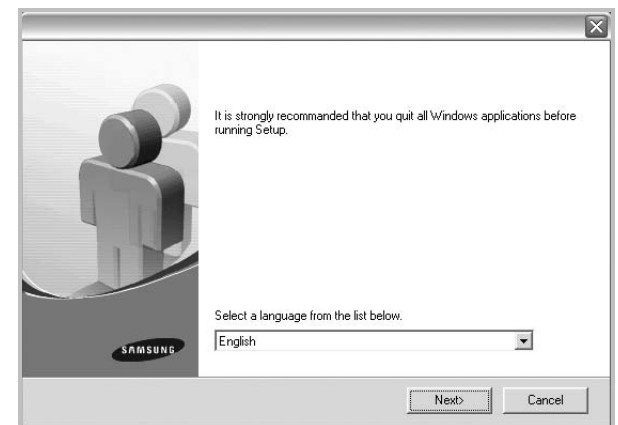 It is strongly recommanded that you quit all Windows applications before
running Setup.
Select a language from the list below.
English
SAMSUNG
Next>
Cancel